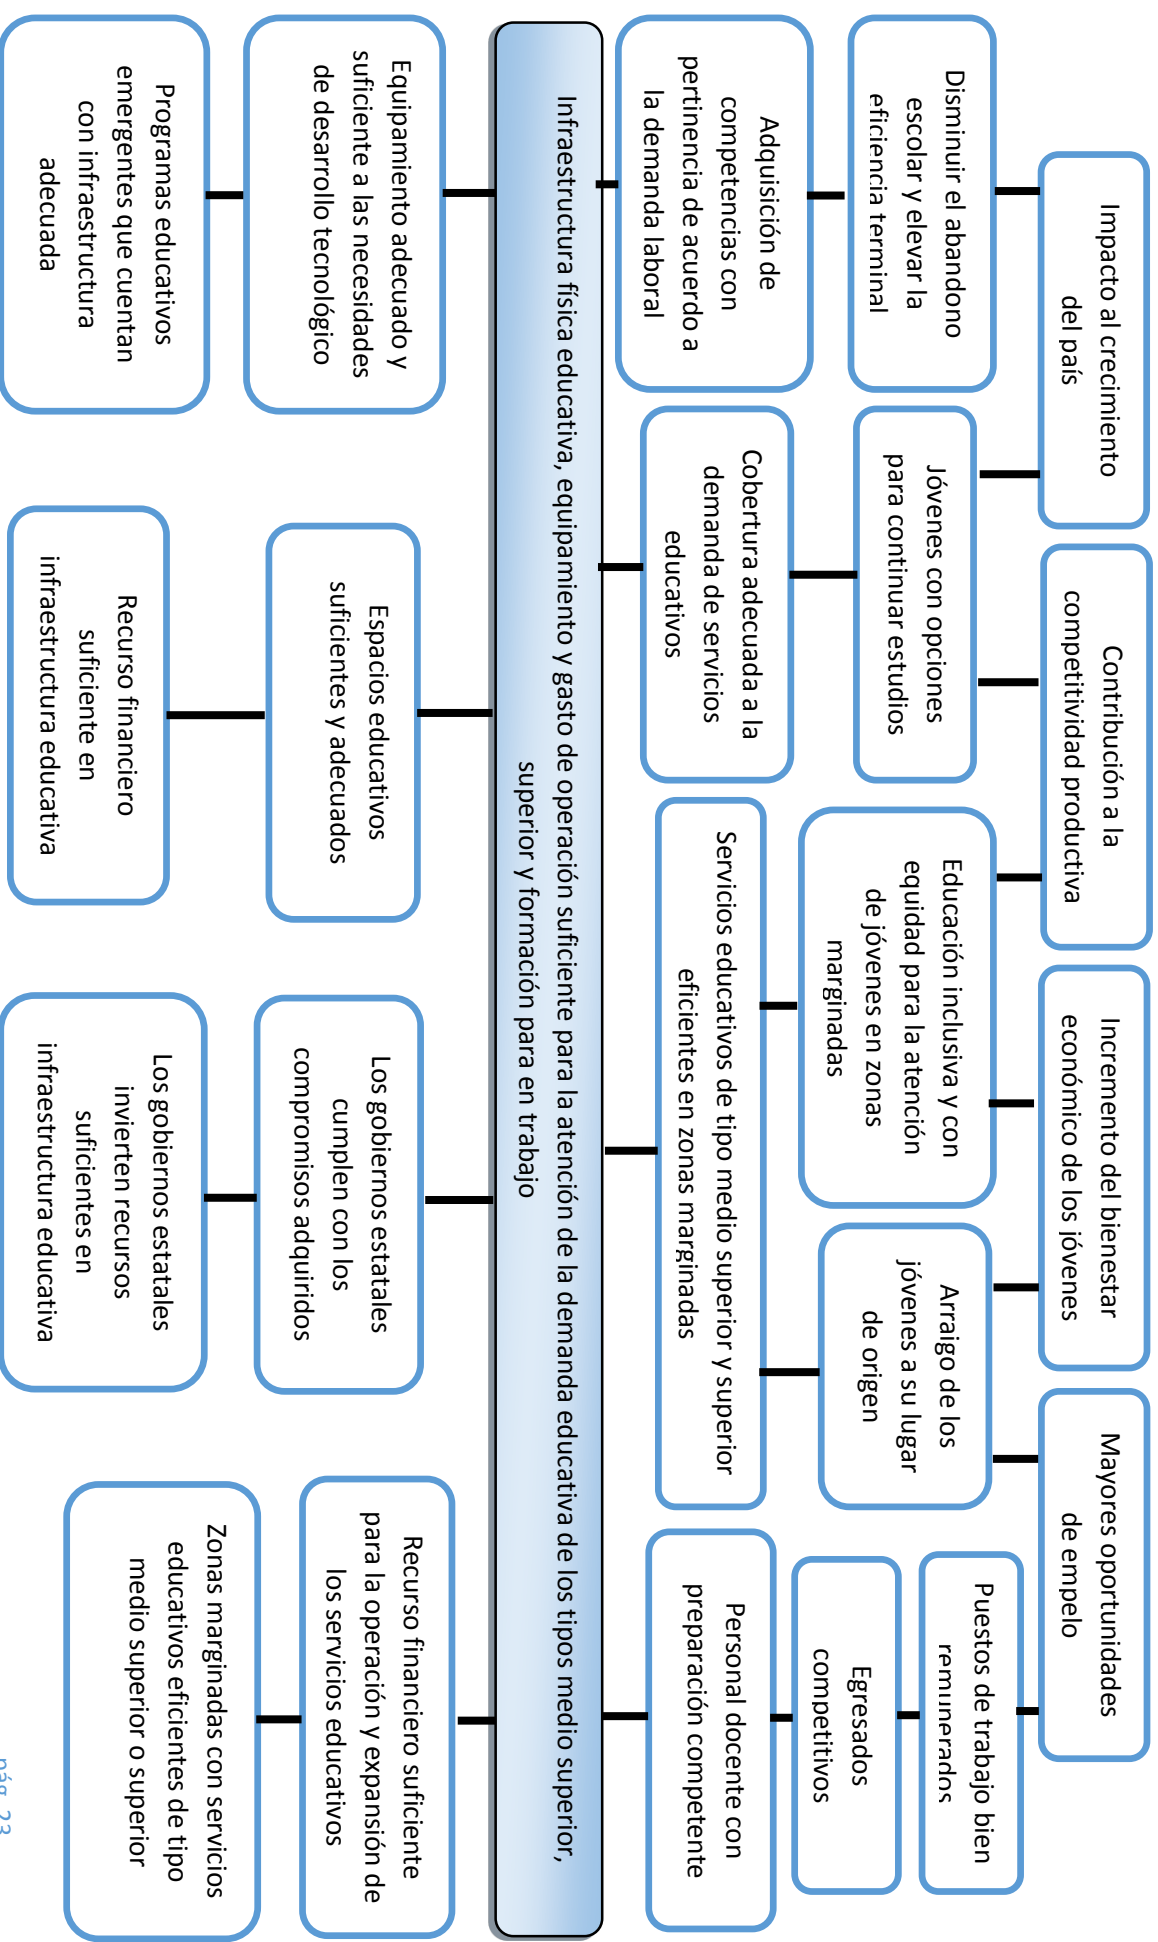 Impacto al crecimiento
del país
Contribución a la
competitividad productiva
Incremento del bienestar
económico de los jóvenes
Mayores oportunidades
de empelo
Disminuir el abandono
escolar y elevar la
eficiencia terminal
Jóvenes con opciones
para continuar estudios
Educación inclusiva y con
equidad para la atención
de jóvenes en zonas
marginadas
Arraigo de los
jóvenes a su lugar
de origen
Puestos de trabajo bien
remunerados
Egresados
competitivos
Adquisición de
competencias con
pertinencia de acuerdo a
la demanda laboral
Cobertura adecuada a la
demanda de servicios
educativos
Servicios educativos de tipo medio superior y superior
eficientes en zonas marginadas
Personal docente con
preparación competente
Infraestructura física educativa, equipamiento y gasto de operación suficiente para la atención de la demanda educativa de los tipos medio superior,
superior y formación para en trabajo
Equipamiento adecuado y
suficiente a las necesidades
de desarrollo tecnológico
Espacios educativos
suficientes y adecuados
Los gobiernos estatales
cumplen con los
compromisos adquiridos
Recurso financiero suficiente
para la operación y expansión de
los servicios educativos
Programas educativos
emergentes que cuentan
con infraestructura
adecuada
Recurso financiero
suficiente en
infraestructura educativa
Los gobiernos estatales
invierten recursos
suficientes en
infraestructura educativa
Zonas marginadas con servicios
educativos eficientes de tipo
medio superior o superior
pág. 23